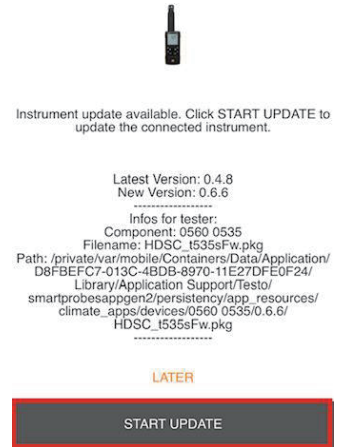 Instrument update available. Click START UPDATE to
update the connected instrument.
Latest Version: 0.4.8
New Version: 0.6.6
------------------
Infos for tester:
Component: 0560 0535
Filename: HDSC_t535sFw.pkg
Path: /private/var/mobile/Containers/Data/Application/
D8FBEFC7-013C-4BDB-8970-11E27DFE0F24/
Library/Application Support/Testo/
smartprobesappgen2/persistency/app_resources/
climate_apps/devices/0560 0535/0.6.6/
HDSC_t535sFw.pkg
------------------
LATER
START UPDATE